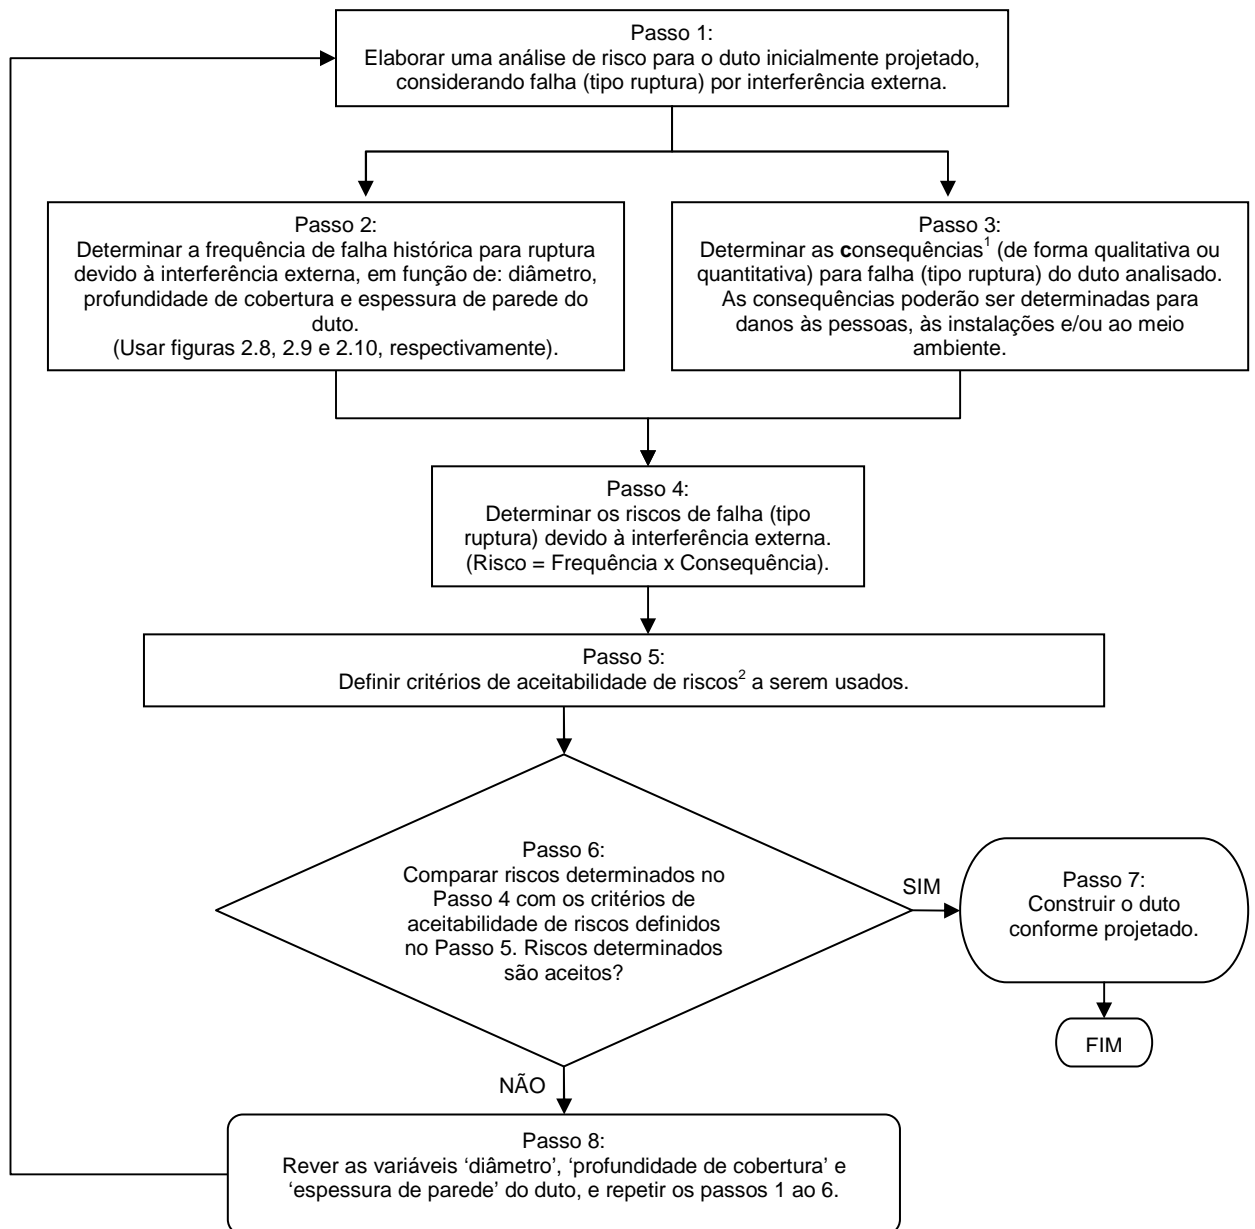 Passo 1:
Elaborar uma análise de risco para o duto inicialmente projetado,
considerando falha (tipo ruptura) por interferência externa.
Passo 2:
Determinar a frequência de falha histórica para ruptura
devido à interferência externa, em função de: diâmetro,
profundidade de cobertura e espessura de parede do
duto.
(Usar figuras 2.8, 2.9 e 2.10, respectivamente).
Passo 3:
Determinar as consequências¹ (de forma qualitativa ou
quantitativa) para falha (tipo ruptura) do duto analisado.
As consequências poderão ser determinadas para
danos às pessoas, às instalações e/ou ao meio
ambiente.
Passo 4:
Determinar os riscos de falha (tipo
ruptura) devido à interferência externa.
(Risco = Frequência x Consequência).
Passo 5:
Definir critérios de aceitabilidade de riscos² a serem usados.
Passo 6:
Comparar riscos determinados no
Passo 4 com os critérios de
aceitabilidade de riscos definidos
no Passo 5. Riscos determinados
são aceitos?
SIM
Passo 7:
Construir o duto
conforme projetado.
FIM
NÃO
Passo 8:
Rever as variáveis ‘diâmetro’, ‘profundidade de cobertura’ e
‘espessura de parede’ do duto, e repetir os passos 1 ao 6.